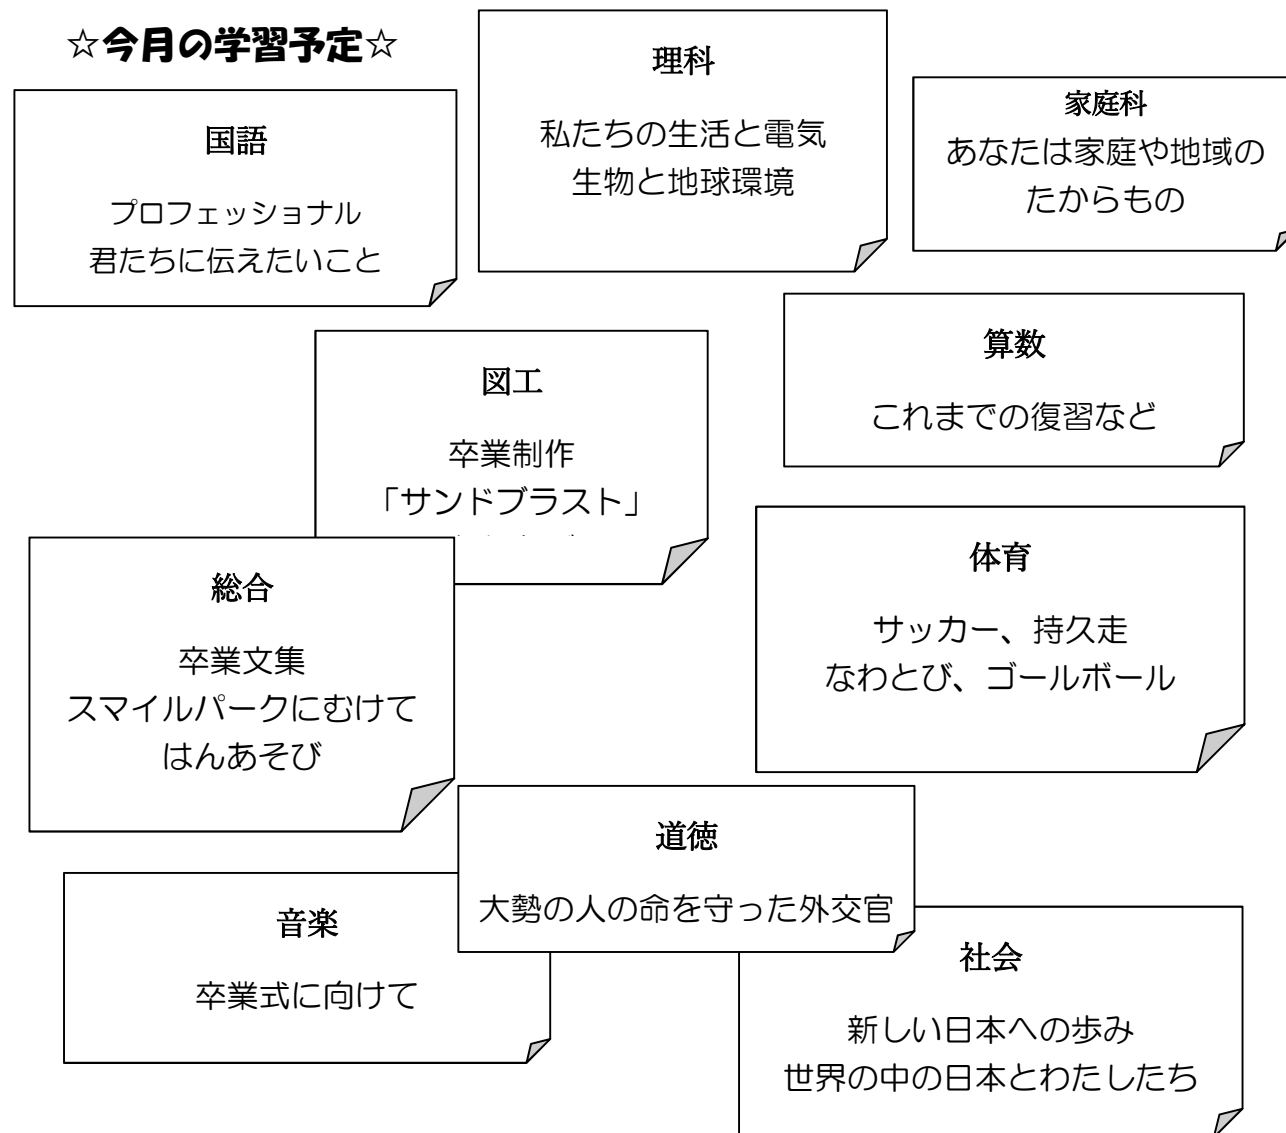 ☆今月の学習予定☆
国語
プロフェッショナル
君たちに伝えたいこと
理科
私たちの生活と電気
生物と地球環境
家庭科
あなたは家庭や地域の
たからもの
図工
卒業制作
「サンドブラスト」
算数
これまでの復習など
総合
卒業文集
スマイルパークにむけて
はんあそび
体育
サッカー、持久走
なわとび、ゴールボール
道徳
大勢の人の命を守った外交官
音楽
卒業式に向けて
社会
新しい日本への歩み
世界の中の日本とわたしたち